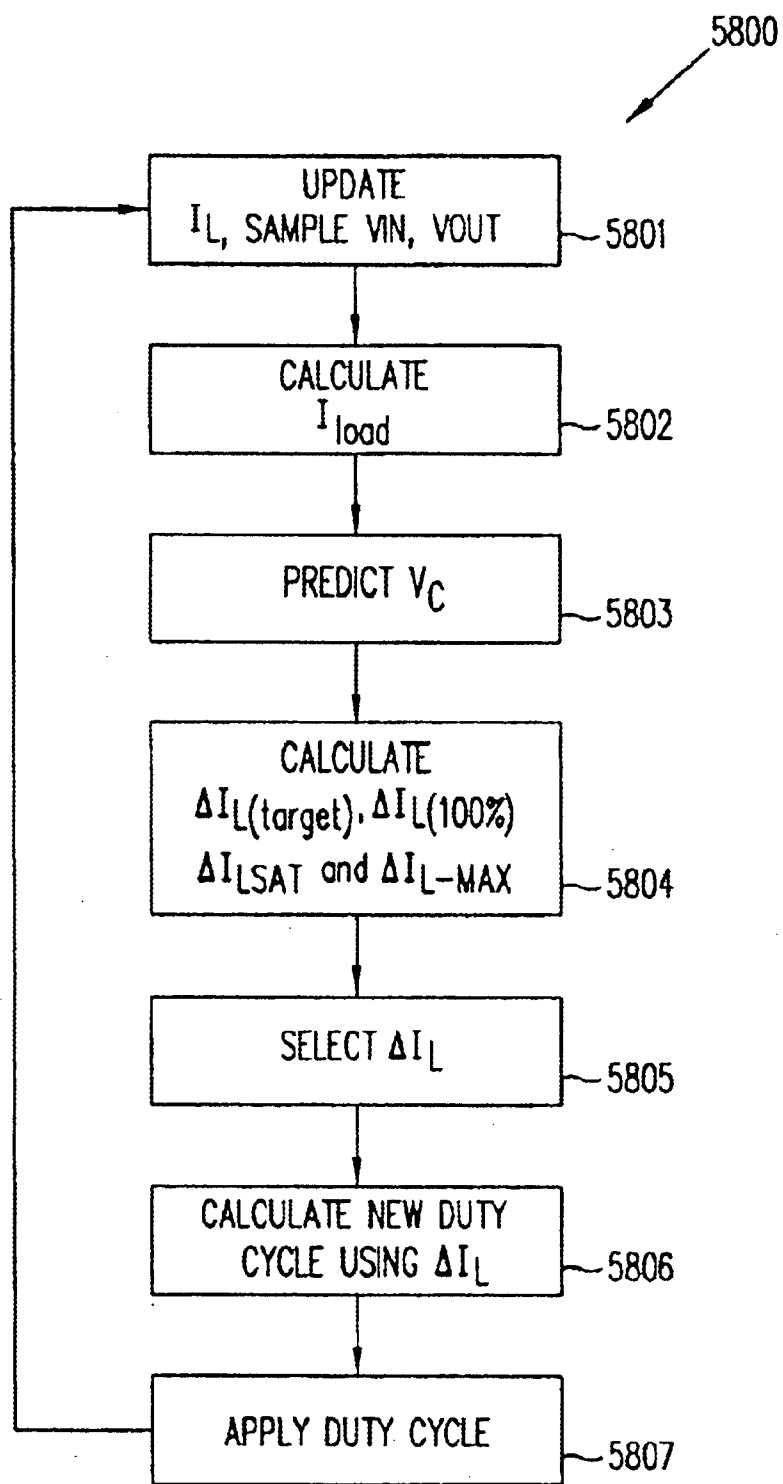 5800
UPDATE
I_L, SAMPLE VIN, VOUT
5801
CALCULATE
I_load
5802
PREDICT V_C
5803
CALCULATE
ΔI_L(target), ΔI_L(100%)
ΔI_LSAT and ΔI_L-MAX
5804
SELECT ΔI_L
5805
CALCULATE NEW DUTY
CYCLE USING ΔI_L
5806
APPLY DUTY CYCLE
5807